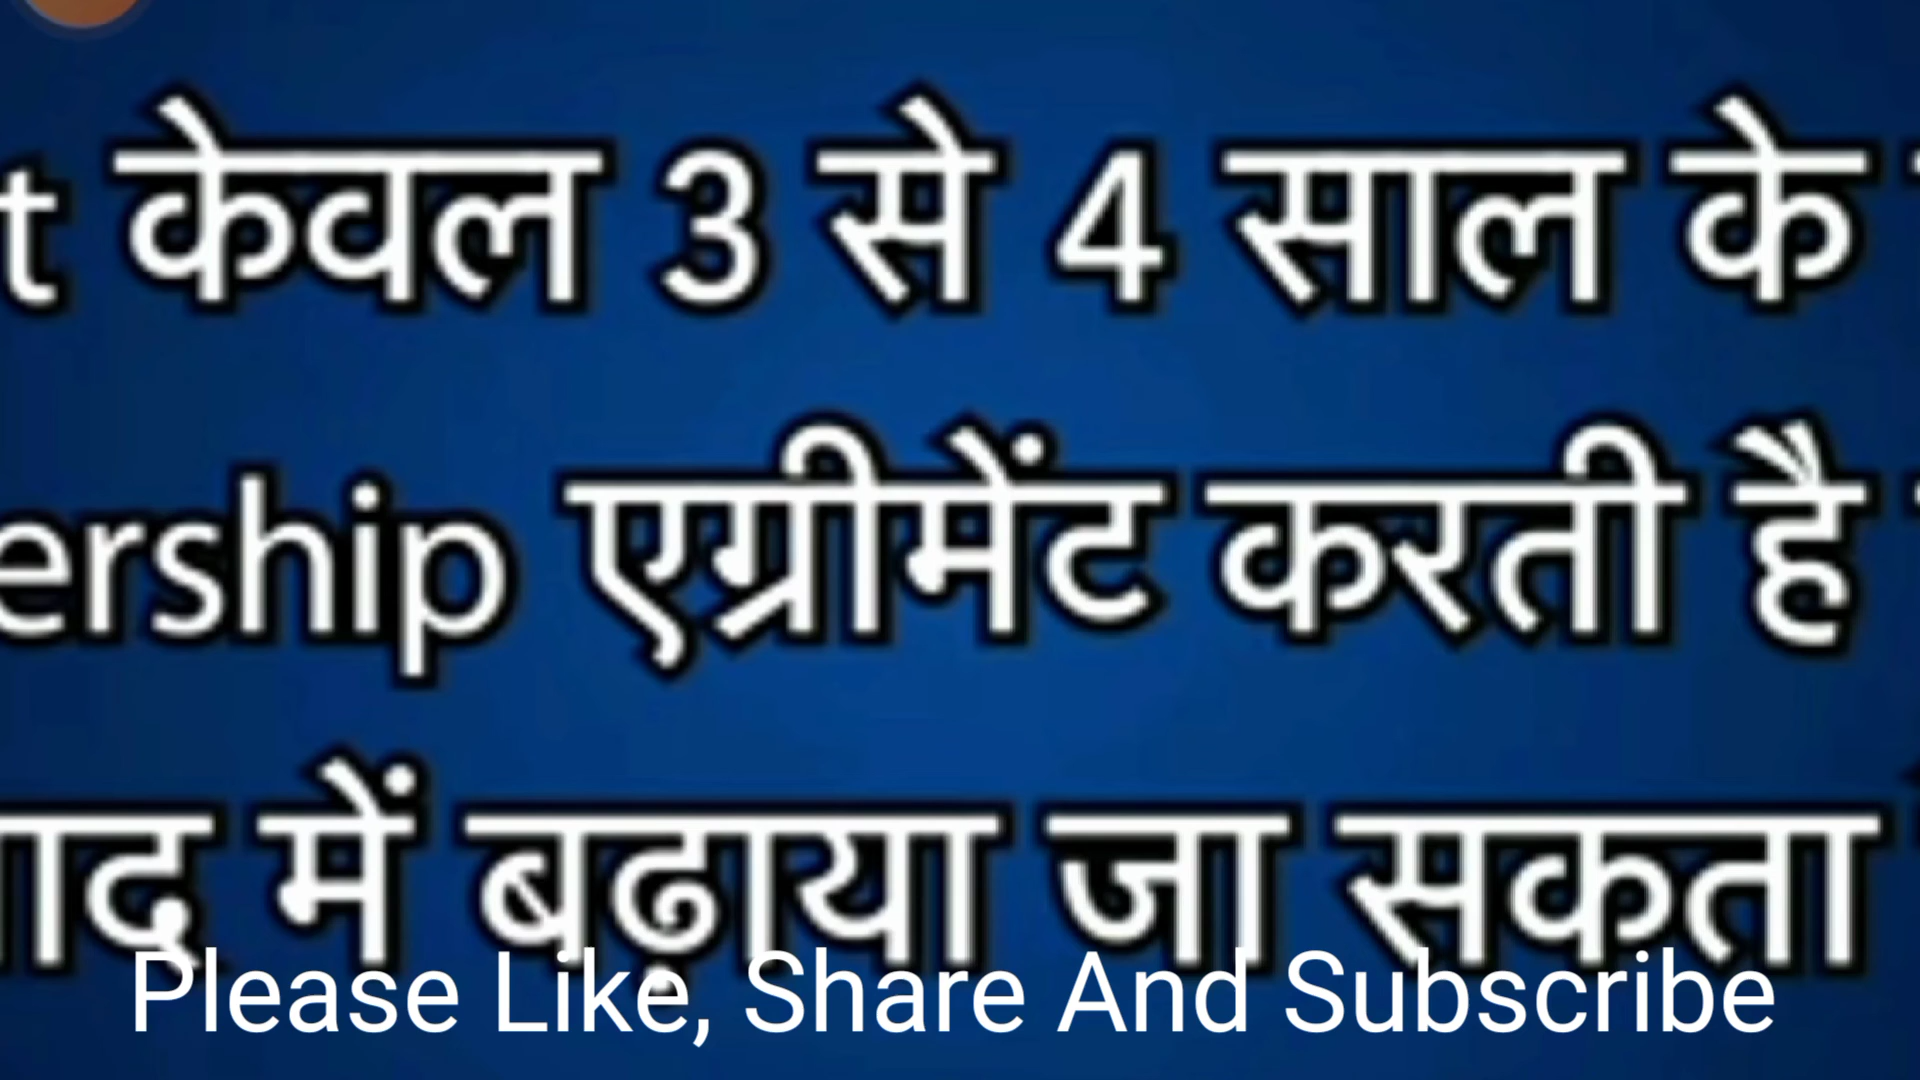 t केवल 3 से 4 साल के
ership एग्रीमेंट करती है
ाद में बढ़ाया जा सकता
Please Like, Share And Subscribe